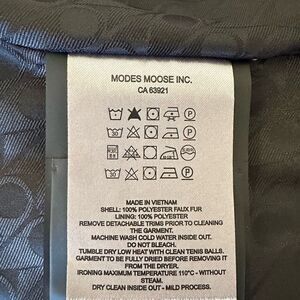 MODES MOOSE INC.
CA 63921
MADE IN VIETNAM
SHELL: 100% POLYESTER FAUX FUR
LINING: 100% POLYESTER
REMOVE DETACHABLE TRIMS PRIOR TO CLEANING
THE GARMENT.
MACHINE WASH COLD WATER INSIDE OUT.
DO NOT BLEACH.
TUMBLE DRY LOW HEAT WITH CLEAN TENIS BALLS.
GARMENT TO BE FULLY DRIED BEFORE REMOVING IT
FROM THE DRYER.
IRONING MAXIMUM TEMPERATURE 110°C - WITHOUT
STEAM.
DRY CLEAN INSIDE OUT - MILD PROCESS.